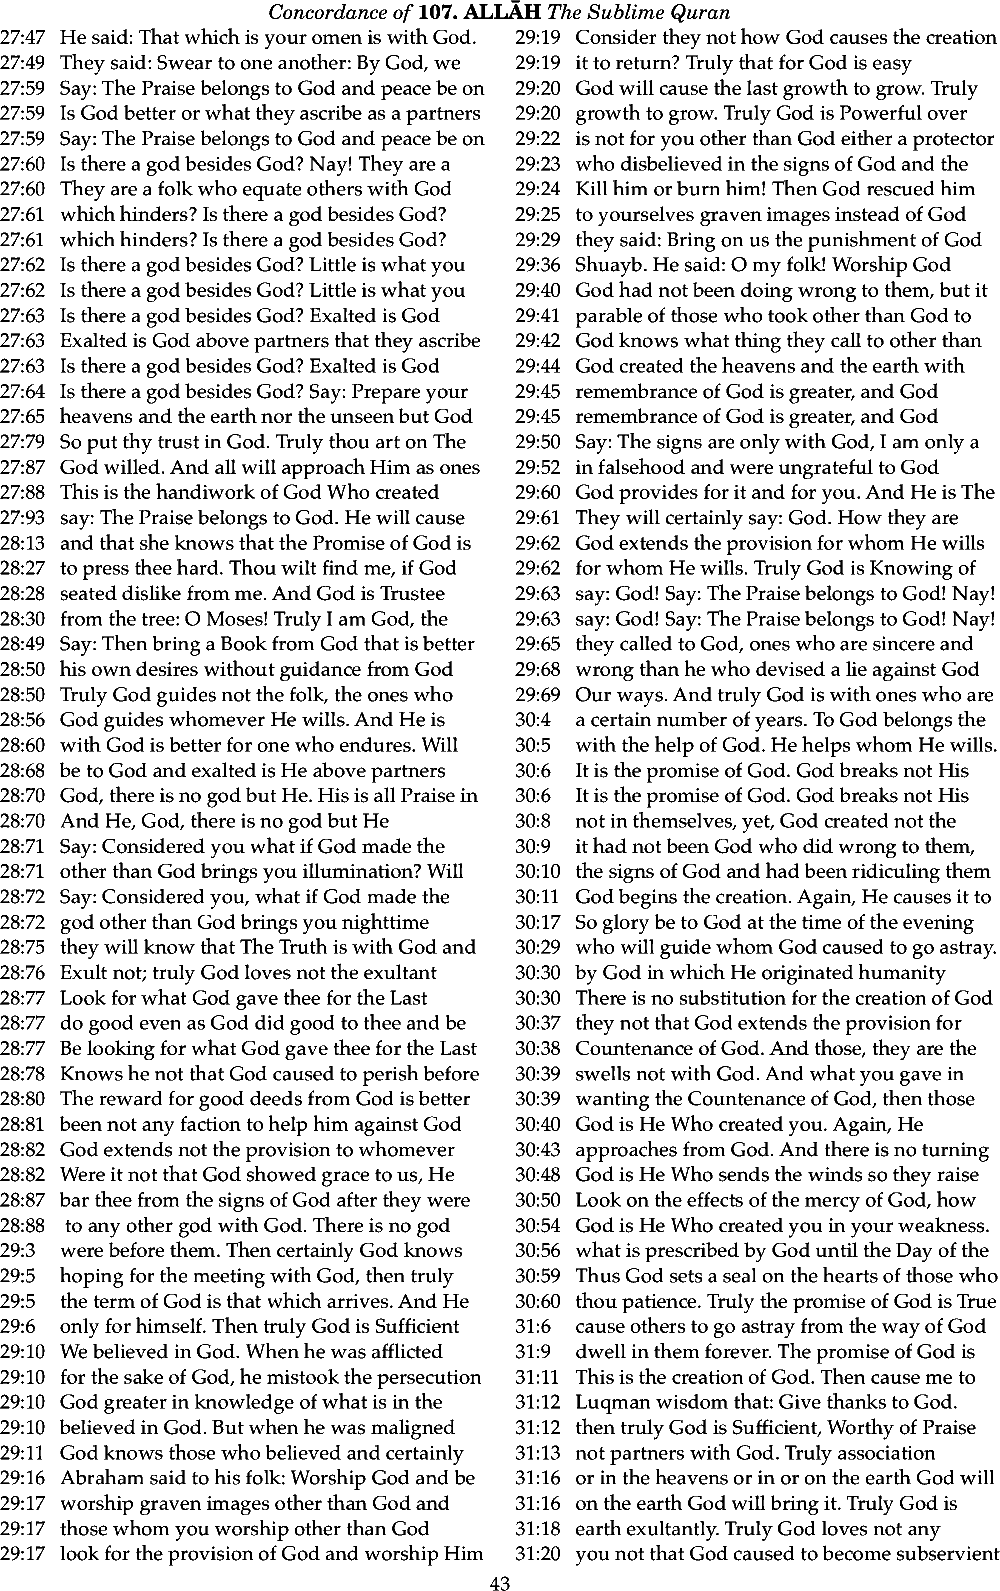 Concordance of 107. ALLĀH The Sublime Quran
27:47 He said: That which is your omen is with God.
27:49 They said: Swear to one another: By God, we
27:59 Say: The Praise belongs to God and peace be on
27:59 Is God better or what they ascribe as a partners
27:59 Say: The Praise belongs to God and peace be on
27:60 Is there a god besides God? Nay! They are a
27:60 They are a folk who equate others with God
27:61 which hinders? Is there a god besides God?
27:61 which hinders? Is there a god besides God?
27:62 Is there a god besides God? Little is what you
27:62 Is there a god besides God? Little is what you
27:63 Is there a god besides God? Exalted is God
27:63 Exalted is God above partners that they ascribe
27:63 Is there a god besides God? Exalted is God
27:64 Is there a god besides God? Say: Prepare your
27:65 heavens and the earth nor the unseen but God
27:79 So put thy trust in God. Truly thou art on The
27:87 God willed. And all will approach Him as ones
27:88 This is the handiwork of God Who created
27:93 say: The Praise belongs to God. He will cause
28:13 and that she knows that the Promise of God is
28:27 to press thee hard. Thou wilt find me, if God
28:28 seated dislike from me. And God is Trustee
28:30 from the tree: O Moses! Truly I am God, the
28:49 Say: Then bring a Book from God that is better
28:50 his own desires without guidance from God
28:50 Truly God guides not the folk, the ones who
28:56 God guides whomever He wills. And He is
28:60 with God is better for one who endures. Will
28:68 be to God and exalted is He above partners
28:70 God, there is no god but He. His is all Praise in
28:70 And He, God, there is no god but He
28:71 Say: Considered you what if God made the
28:71 other than God brings you illumination? Will
28:72 Say: Considered you, what if God made the
28:72 god other than God brings you nighttime
28:75 they will know that The Truth is with God and
28:76 Exult not; truly God loves not the exultant
28:77 Look for what God gave thee for the Last
28:77 do good even as God did good to thee and be
28:77 Be looking for what God gave thee for the Last
28:78 Knows he not that God caused to perish before
28:80 The reward for good deeds from God is better
28:81 been not any faction to help him against God
28:82 God extends not the provision to whomever
28:82 Were it not that God showed grace to us, He
28:87 bar thee from the signs of God after they were
28:88 to any other god with God. There is no god
29:3 were before them. Then certainly God knows
29:5 hoping for the meeting with God, then truly
29:5 the term of God is that which arrives. And He
29:6 only for himself. Then truly God is Sufficient
29:10 We believed in God. When he was afflicted
29:10 for the sake of God, he mistook the persecution
29:10 God greater in knowledge of what is in the
29:10 believed in God. But when he was maligned
29:11 God knows those who believed and certainly
29:16 Abraham said to his folk: Worship God and be
29:17 worship graven images other than God and
29:17 those whom you worship other than God
29:17 look for the provision of God and worship Him
29:19 Consider they not how God causes the creation
29:19 it to return? Truly that for God is easy
29:20 God will cause the last growth to grow. Truly
29:20 growth to grow. Truly God is Powerful over
29:22 is not for you other than God either a protector
29:23 who disbelieved in the signs of God and the
29:24 Kill him or burn him! Then God rescued him
29:25 to yourselves graven images instead of God
29:29 they said: Bring on us the punishment of God
29:36 Shuayb. He said: O my folk! Worship God
29:40 God had not been doing wrong to them, but it
29:41 parable of those who took other than God to
29:42 God knows what thing they call to other than
29:44 God created the heavens and the earth with
29:45 remembrance of God is greater, and God
29:45 remembrance of God is greater, and God
29:50 Say: The signs are only with God, I am only a
29:52 in falsehood and were ungrateful to God
29:60 God provides for it and for you. And He is The
29:61 They will certainly say: God. How they are
29:62 God extends the provision for whom He wills
29:62 for whom He wills. Truly God is Knowing of
29:63 say: God! Say: The Praise belongs to God! Nay!
29:63 say: God! Say: The Praise belongs to God! Nay!
29:65 they called to God, ones who are sincere and
29:68 wrong than he who devised a lie against God
29:69 Our ways. And truly God is with ones who are
30:4 a certain number of years. To God belongs the
30:5 with the help of God. He helps whom He wills.
30:6 It is the promise of God. God breaks not His
30:6 It is the promise of God. God breaks not His
30:8 not in themselves, yet, God created not the
30:9 it had not been God who did wrong to them,
30:10 the signs of God and had been ridiculing them
30:11 God begins the creation. Again, He causes it to
30:17 So glory be to God at the time of the evening
30:29 who will guide whom God caused to go astray.
30:30 by God in which He originated humanity
30:30 There is no substitution for the creation of God
30:37 they not that God extends the provision for
30:38 Countenance of God. And those, they are the
30:39 swells not with God. And what you gave in
30:39 wanting the Countenance of God, then those
30:40 God is He Who created you. Again, He
30:43 approaches from God. And there is no turning
30:48 God is He Who sends the winds so they raise
30:50 Look on the effects of the mercy of God, how
30:54 God is He Who created you in your weakness.
30:56 what is prescribed by God until the Day of the
30:59 Thus God sets a seal on the hearts of those who
30:60 thou patience. Truly the promise of God is True
31:6 cause others to go astray from the way of God
31:9 dwell in them forever. The promise of God is
31:11 This is the creation of God. Then cause me to
31:12 Luqman wisdom that: Give thanks to God.
31:12 then truly God is Sufficient, Worthy of Praise
31:13 not partners with God. Truly association
31:16 or in the heavens or in or on the earth God will
31:16 on the earth God will bring it. Truly God is
31:18 earth exultantly. Truly God loves not any
31:20 you not that God caused to become subservient
43